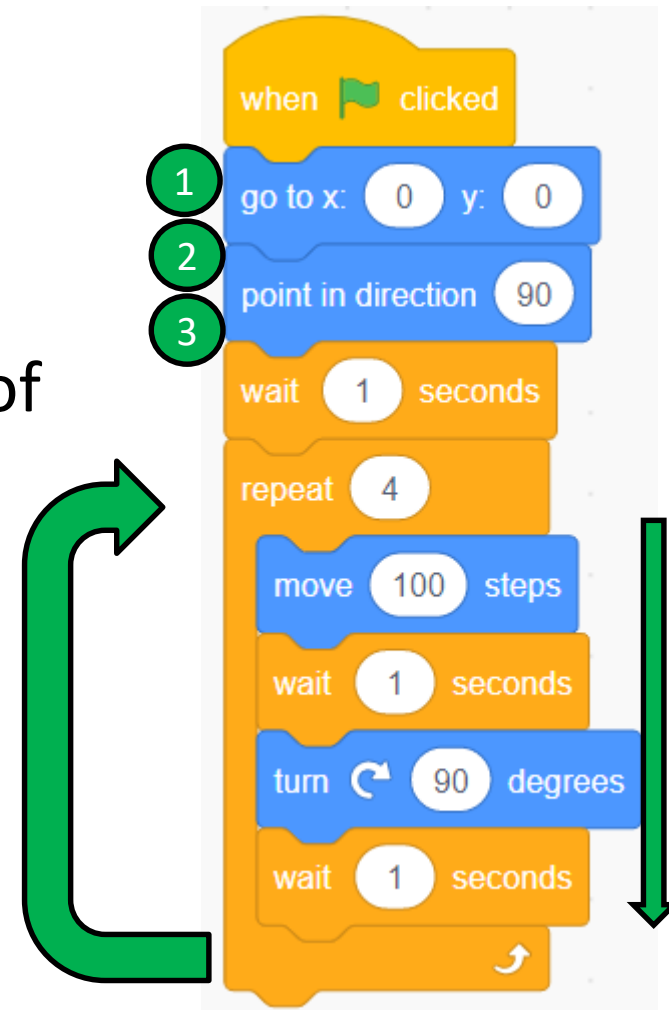 when clicked
1
go to x: 0 y: 0
2
point in direction 90
3
wait 1 seconds
of
repeat 4
move 100 steps
wait 1 seconds
turn 90 degrees
wait 1 seconds